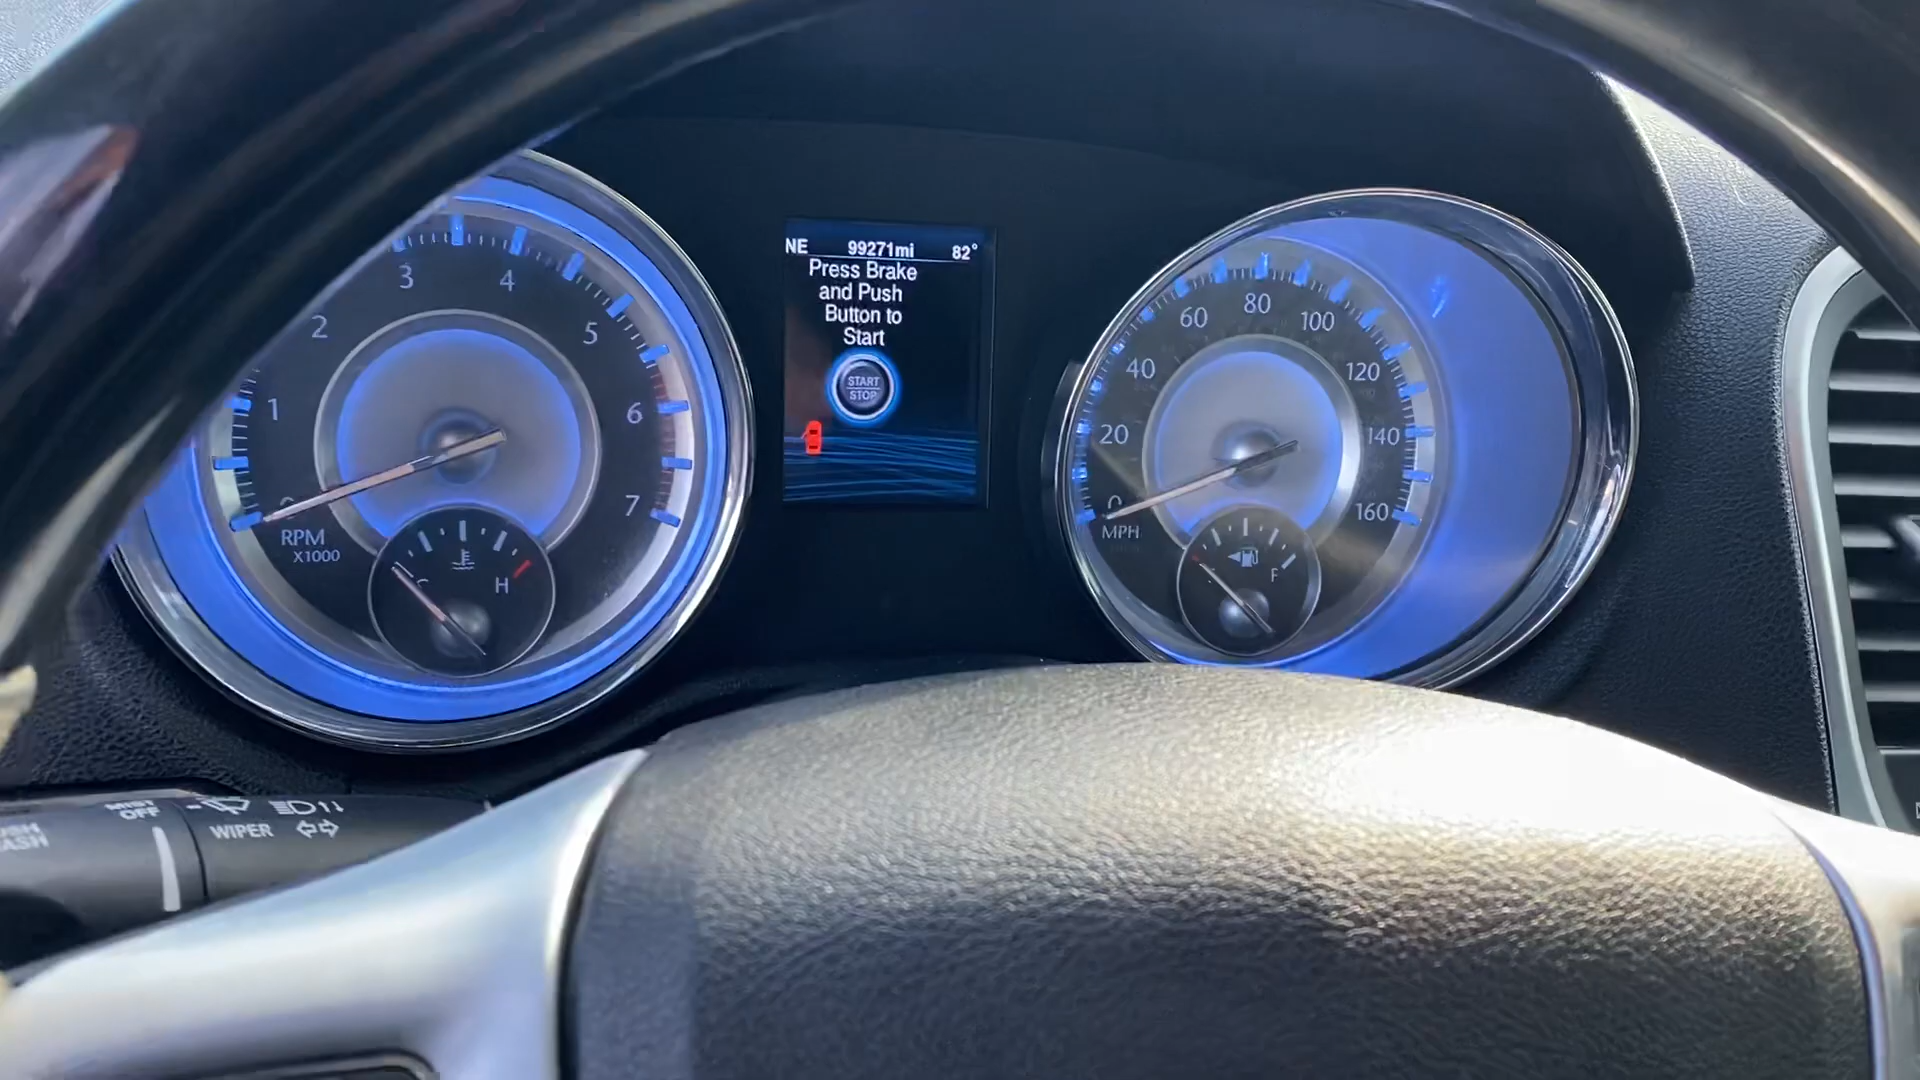 NE 99271mi 82°
Press Brake
and Push
Button to
Start
START
STOP
1
2
3
4
5
6
7
RPM
X1000
H
0
20
40
60
80
100
120
140
160
MPH
F
MIST
OFF
WIPER